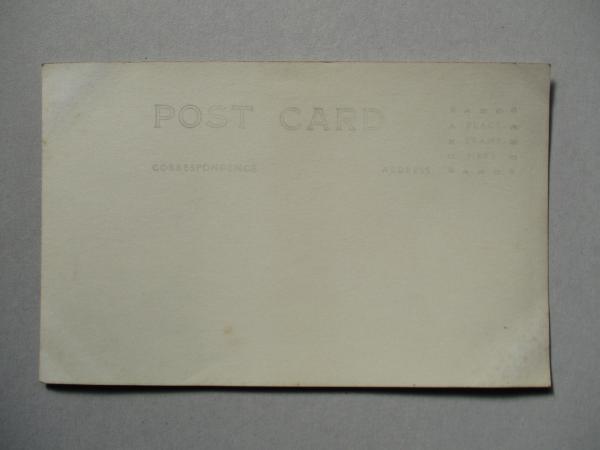 POST CARD
CORRESPONDENCE
ADDRESS
PLACE
STAMP
HERE